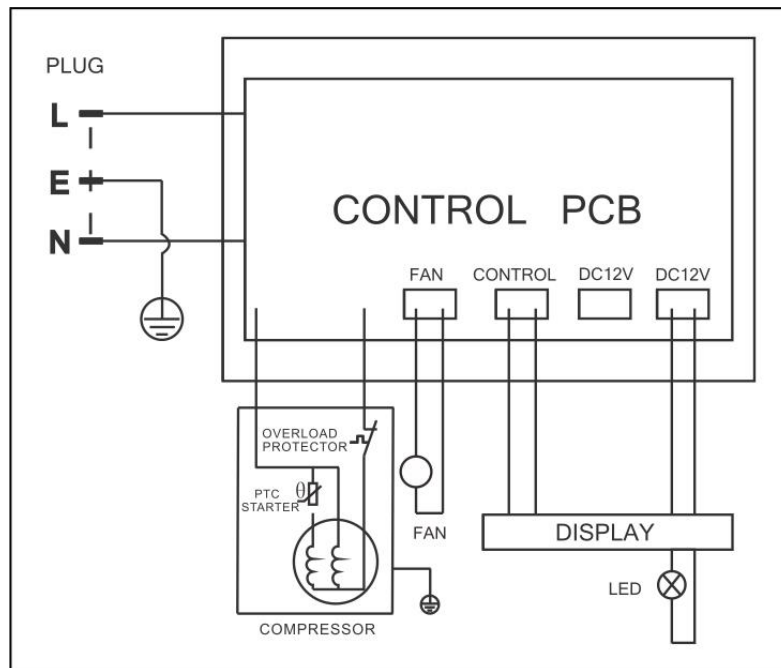 PLUG
L
E
N
CONTROL PCB
FAN
CONTROL
DC12V
DC12V
OVERLOAD
PROTECTOR
θ
PTC
STARTER
FAN
DISPLAY
LED
COMPRESSOR